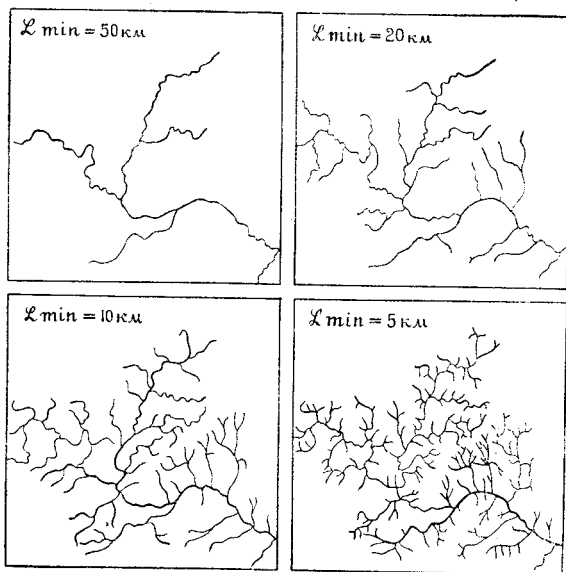 ℒ min = 50 км
ℒ min = 20 км
ℒ min = 10 км
ℒ min = 5 км